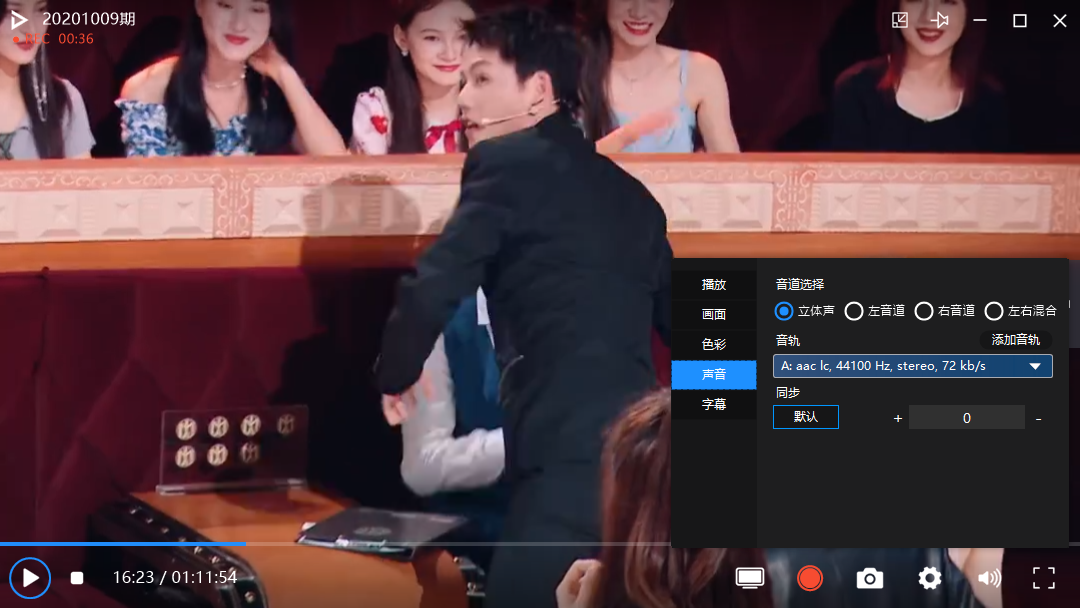 20201009期
REC 00:36
播放
画面
色彩
声音
字幕
音道选择
立体声 左音道 右音道 左右混合
音轨 添加音轨
A: aac lc, 44100 Hz, stereo, 72 kb/s
同步
默认 + 0 -
16:23 / 01:11:54